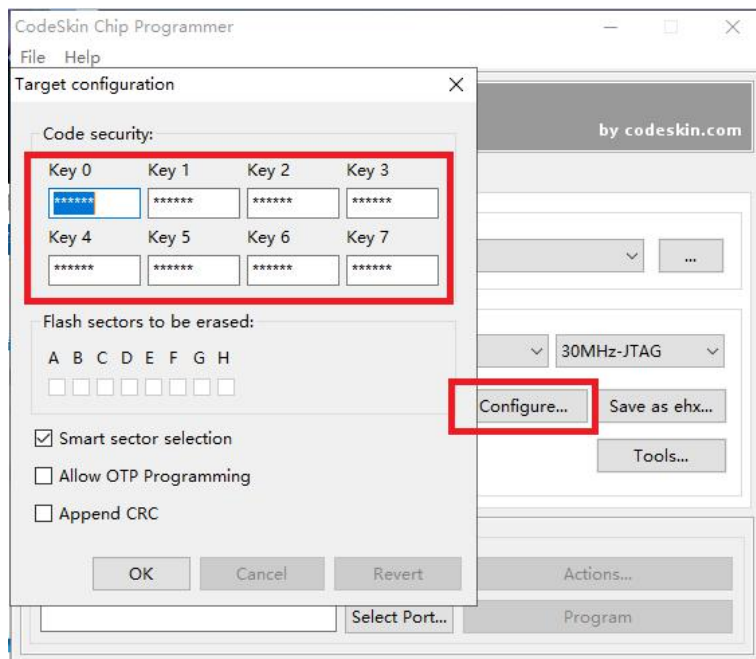 CodeSkin Chip Programmer
File Help
Target configuration
by codeskin.com
Code security:
Key 0 Key 1 Key 2 Key 3
****** ****** ****** ******
Key 4 Key 5 Key 6 Key 7
****** ****** ****** ******
...
Flash sectors to be erased:
A B C D E F G H
30MHz-JTAG
Configure... Save as ehx...
Smart sector selection
Tools...
Allow OTP Programming
Append CRC
OK Cancel Revert
Actions...
Select Port... Program